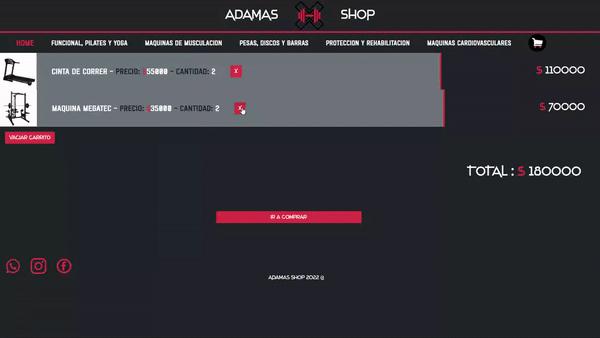 ADAMAS SHOP
HOME FUNCIONAL, PILATES Y YOGA MAQUINAS DE MUSCULACION PESAS, DISCOS Y BARRAS PROTECCION Y REHABILITACION MAQUINAS CARDIOVASCULARES
CINTA DE CORRER - PRECIO: $55000 - CANTIDAD: 2 X $ 110000
MAQUINA MEGATEC - PRECIO: $35000 - CANTIDAD: 2 X $ 70000
VACIAR CARRITO
TOTAL : $ 180000
IR A COMPRAR
ADAMAS SHOP 2022 @